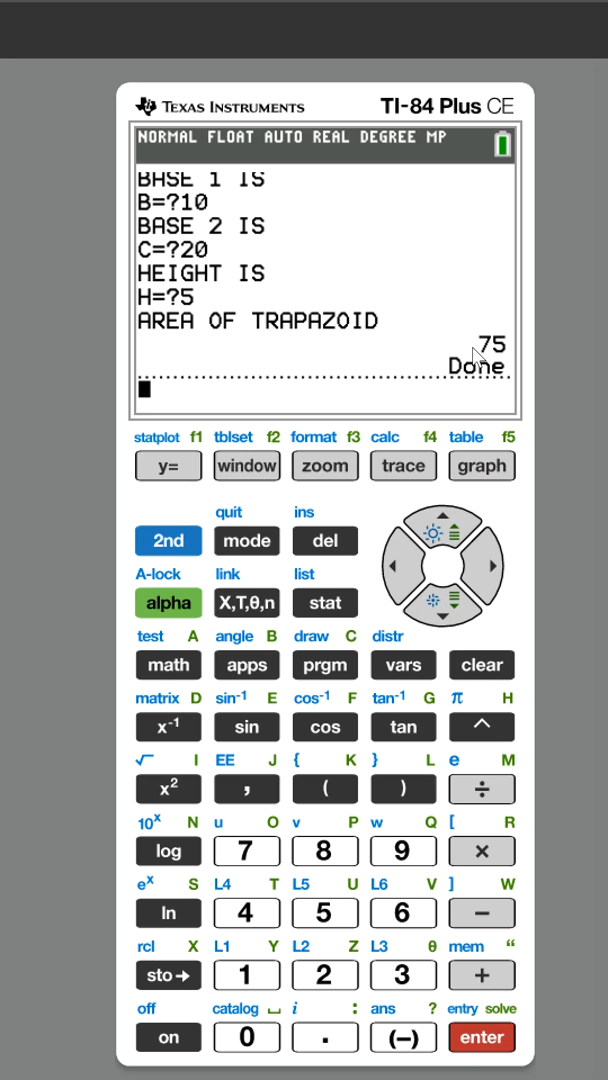 TEXAS INSTRUMENTS TI-84 Plus CE
NORMAL FLOAT AUTO REAL DEGREE MP
BASE 1 IS
B=?10
BASE 2 IS
C=?20
HEIGHT IS
H=?5
AREA OF TRAPAZOID
75
Done
statplot f1 tblset f2 format f3 calc f4 table f5
y= window zoom trace graph
quit ins
2nd mode del
A-lock link list
alpha X,T,θ,n stat
test A angle B draw C distr
math apps prgm vars clear
matrix D sin⁻¹ E cos⁻¹ F tan⁻¹ G π H
x⁻¹ sin cos tan ^
√ I EE J { K } L e M
x² , ( ) ÷
10ˣ N u O v P w Q [ R
log 7 8 9 ×
eˣ S L4 T L5 U L6 V ] W
ln 4 5 6 −
rcl X L1 Y L2 Z L3 θ mem “
sto→ 1 2 3 +
off catalog ⎵ i : ans ? entry solve
on 0 . (−) enter